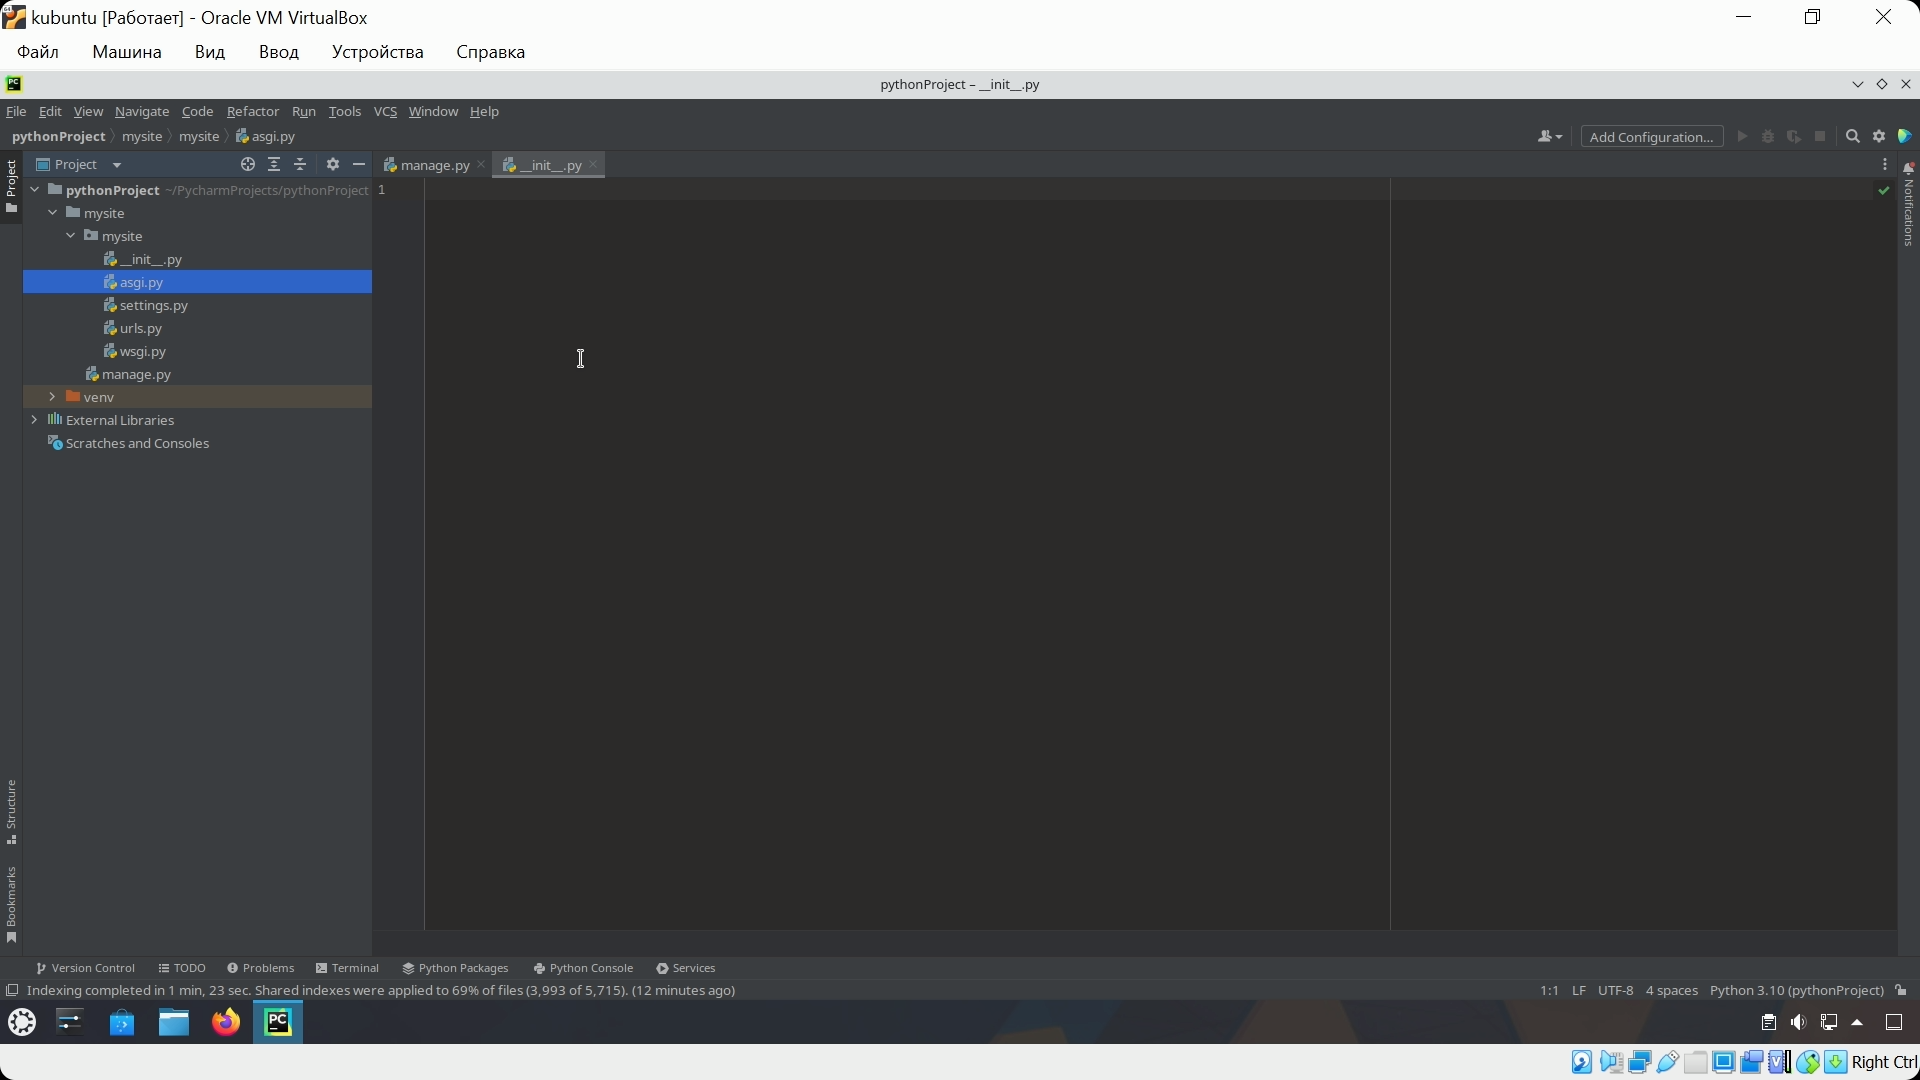 kubuntu [Работает] - Oracle VM VirtualBox
Файл Машина Вид Ввод Устройства Справка
pythonProject – __init__.py
File Edit View Navigate Code Refactor Run Tools VCS Window Help
pythonProject mysite mysite asgi.py
Add Configuration...
Project
Project
manage.py
__init__.py
Notifications
pythonProject ~/PycharmProjects/pythonProject
1
mysite
mysite
__init__.py
asgi.py
settings.py
urls.py
wsgi.py
manage.py
venv
External Libraries
Scratches and Consoles
Structure
Bookmarks
Version Control TODO Problems Terminal Python Packages Python Console Services
Indexing completed in 1 min, 23 sec. Shared indexes were applied to 69% of files (3,993 of 5,715). (12 minutes ago)
1:1 LF UTF-8 4 spaces Python 3.10 (pythonProject)
PC
Right Ctrl